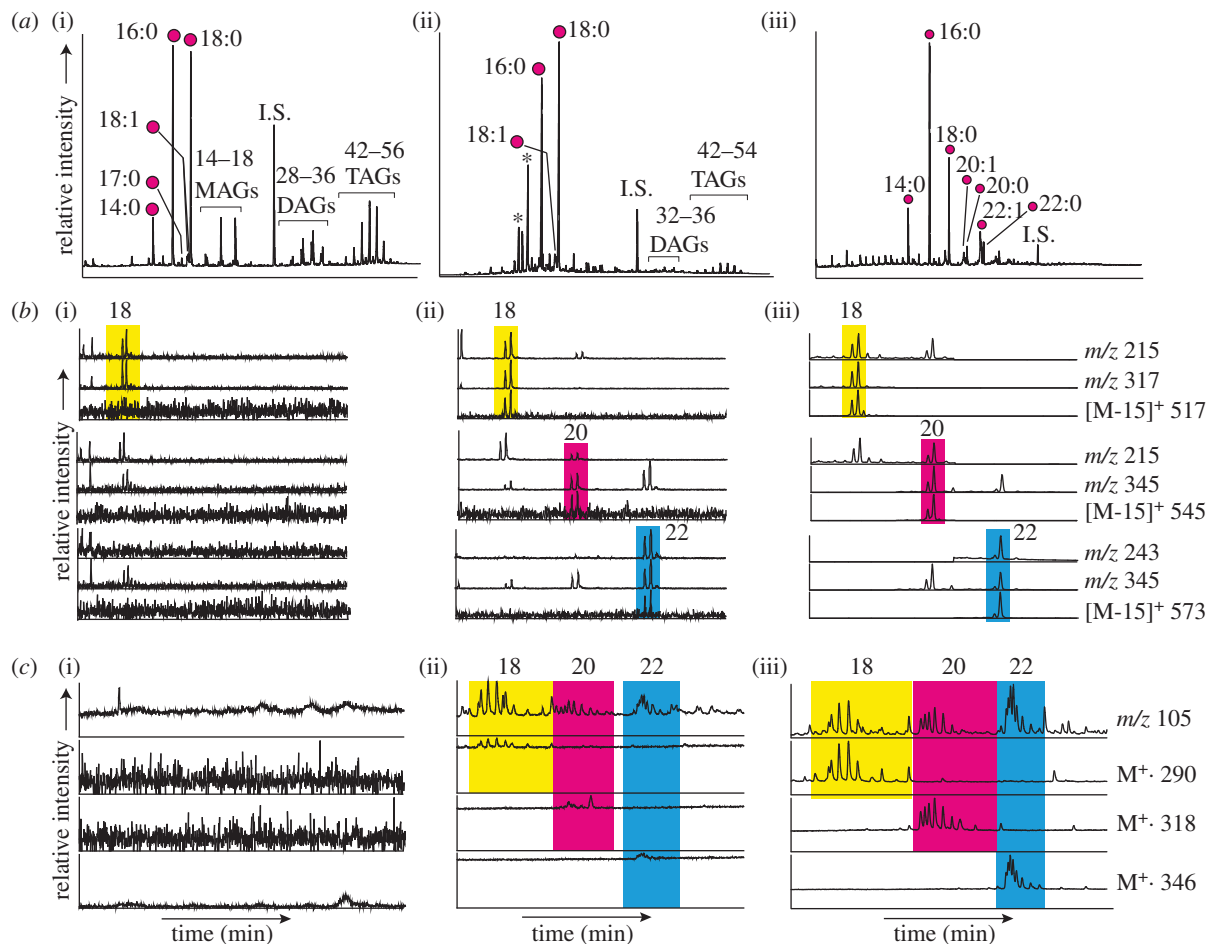 (a) (i)
16:0
18:0
18:1
17:0
14:0
14–18
MAGs
I.S.
28–36
DAGs
42–56
TAGs
relative intensity
(ii)
18:0
16:0
18:1
*
*
I.S.
32–36
DAGs
42–54
TAGs
(iii)
16:0
18:0
14:0
20:1
20:0
22:1
22:0
I.S.
(b) (i)
18
relative intensity
(ii)
18
20
22
(iii)
18
m/z 215
m/z 317
[M-15]+ 517
20
m/z 215
m/z 345
[M-15]+ 545
22
m/z 243
m/z 345
[M-15]+ 573
(c) (i)
relative intensity
time (min)
(ii)
18 20 22
time (min)
(iii)
18 20 22
m/z 105
M+· 290
M+· 318
M+· 346
time (min)